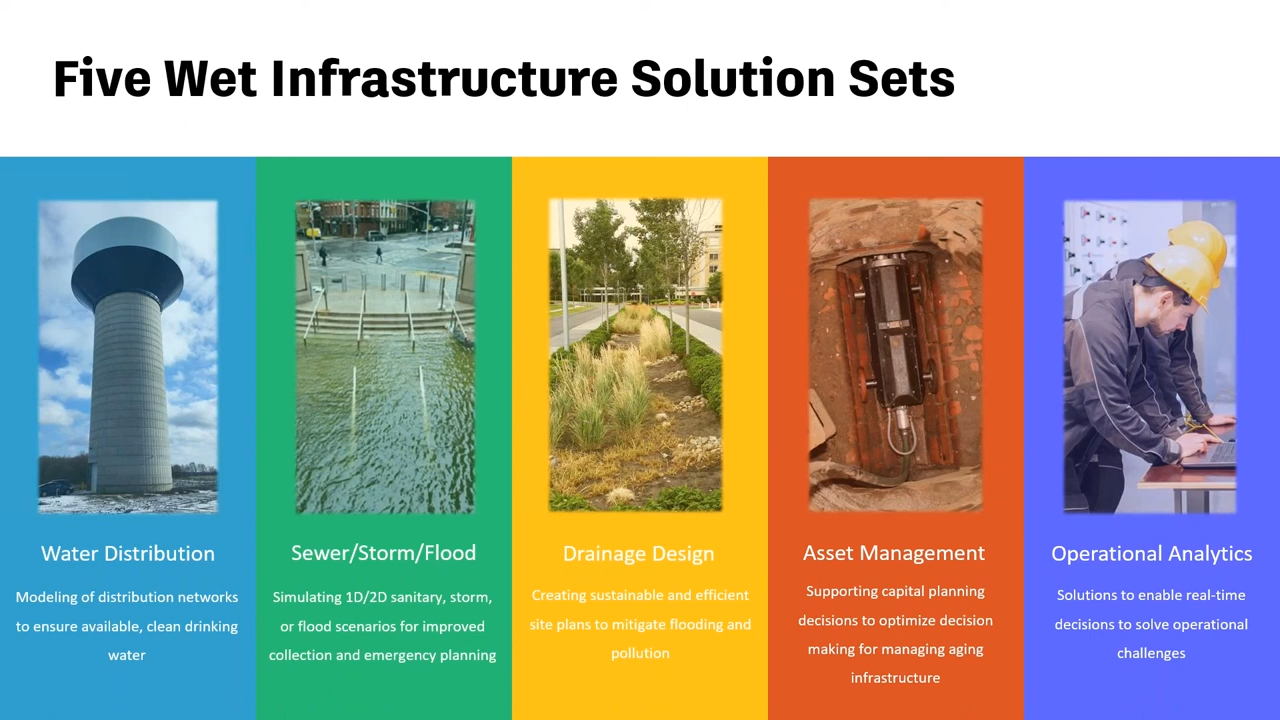 Five Wet Infrastructure Solution Sets
Water Distribution
Modeling of distribution networks
to ensure available, clean drinking
water
Sewer/Storm/Flood
Simulating 1D/2D sanitary, storm,
or flood scenarios for improved
collection and emergency planning
Drainage Design
Creating sustainable and efficient
site plans to mitigate flooding and
pollution
Asset Management
Supporting capital planning
decisions to optimize decision
making for managing aging
infrastructure
Operational Analytics
Solutions to enable real-time
decisions to solve operational
challenges